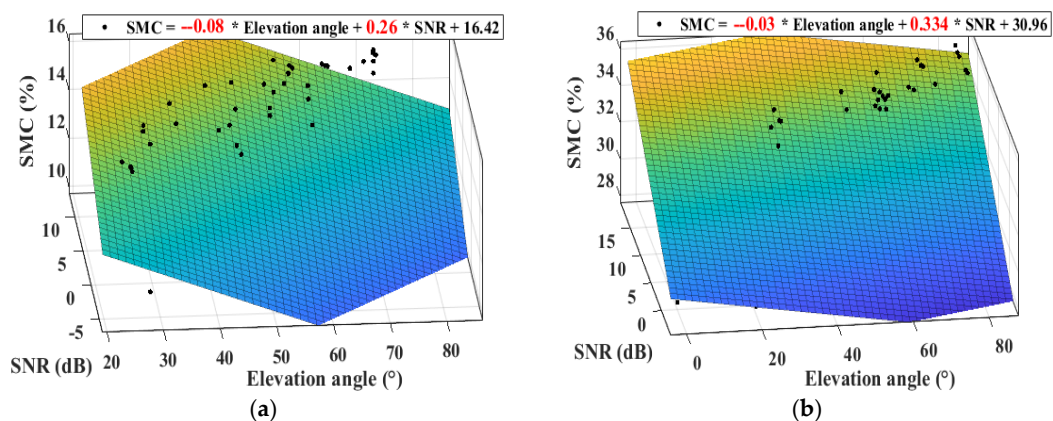 SMC = --0.08 * Elevation angle + 0.26 * SNR + 16.42
16
14
12
10
SMC (%)
10
5
0
-5
SNR (dB)
20 30 40 50 60 70 80
Elevation angle (°)
(a)
SMC = --0.03 * Elevation angle + 0.334 * SNR + 30.96
36
34
32
30
28
SMC (%)
15
10
5
0
SNR (dB)
0 20 40 60 80
Elevation angle (°)
(b)